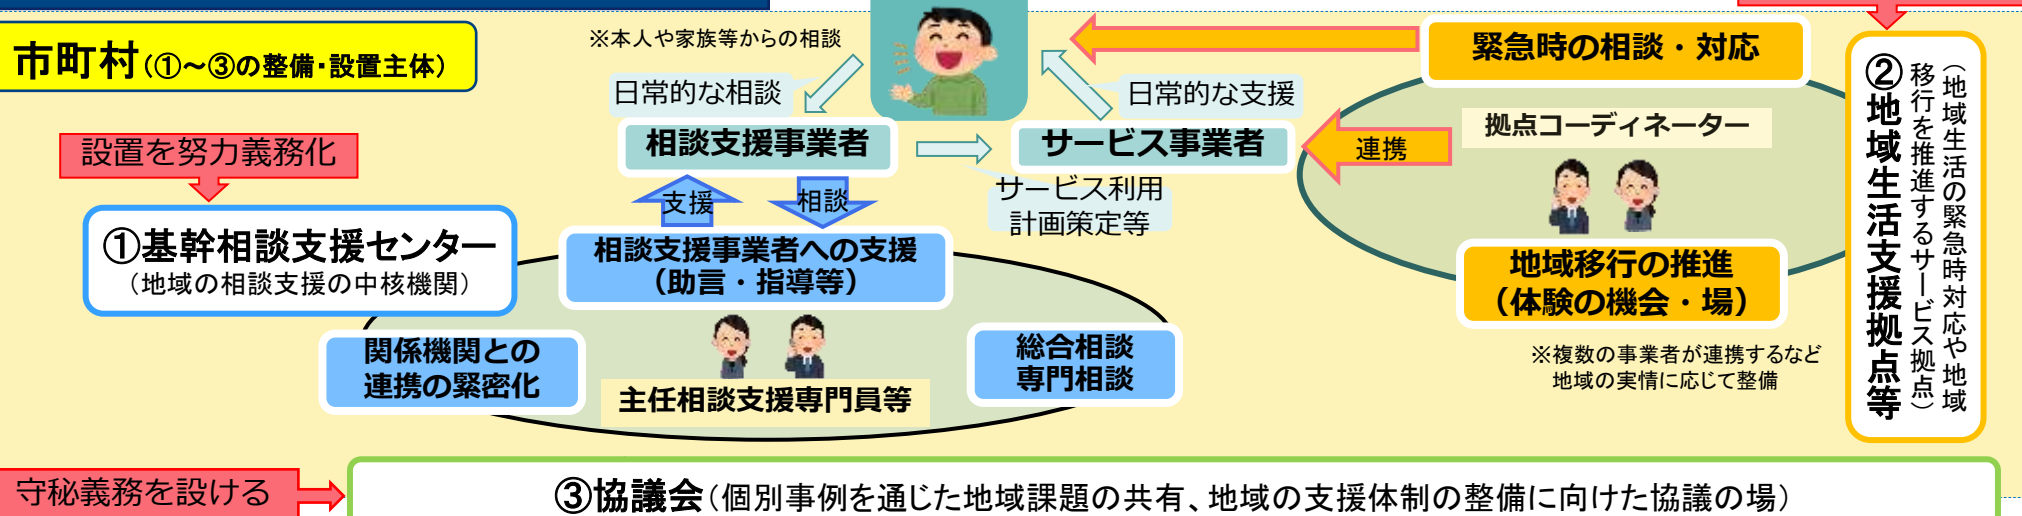 市町村(①～③の整備・設置主体)
※本人や家族等からの相談
日常的な相談
日常的な支援
相談支援事業者
サービス事業者
サービス利用
計画策定等
緊急時の相談・対応
拠点コーディネーター
連携
地域移行の推進
（体験の機会・場）
※複数の事業者が連携するなど
地域の実情に応じて整備
②地域生活支援拠点等
（地域生活の緊急時対応や地域
移行を推進するサービス拠点）
設置を努力義務化
①基幹相談支援センター
（地域の相談支援の中核機関）
支援
相談
相談支援事業者への支援
（助言・指導等）
関係機関との
連携の緊密化
主任相談支援専門員等
総合相談
専門相談
守秘義務を設ける
③協議会（個別事例を通じた地域課題の共有、地域の支援体制の整備に向けた協議の場）